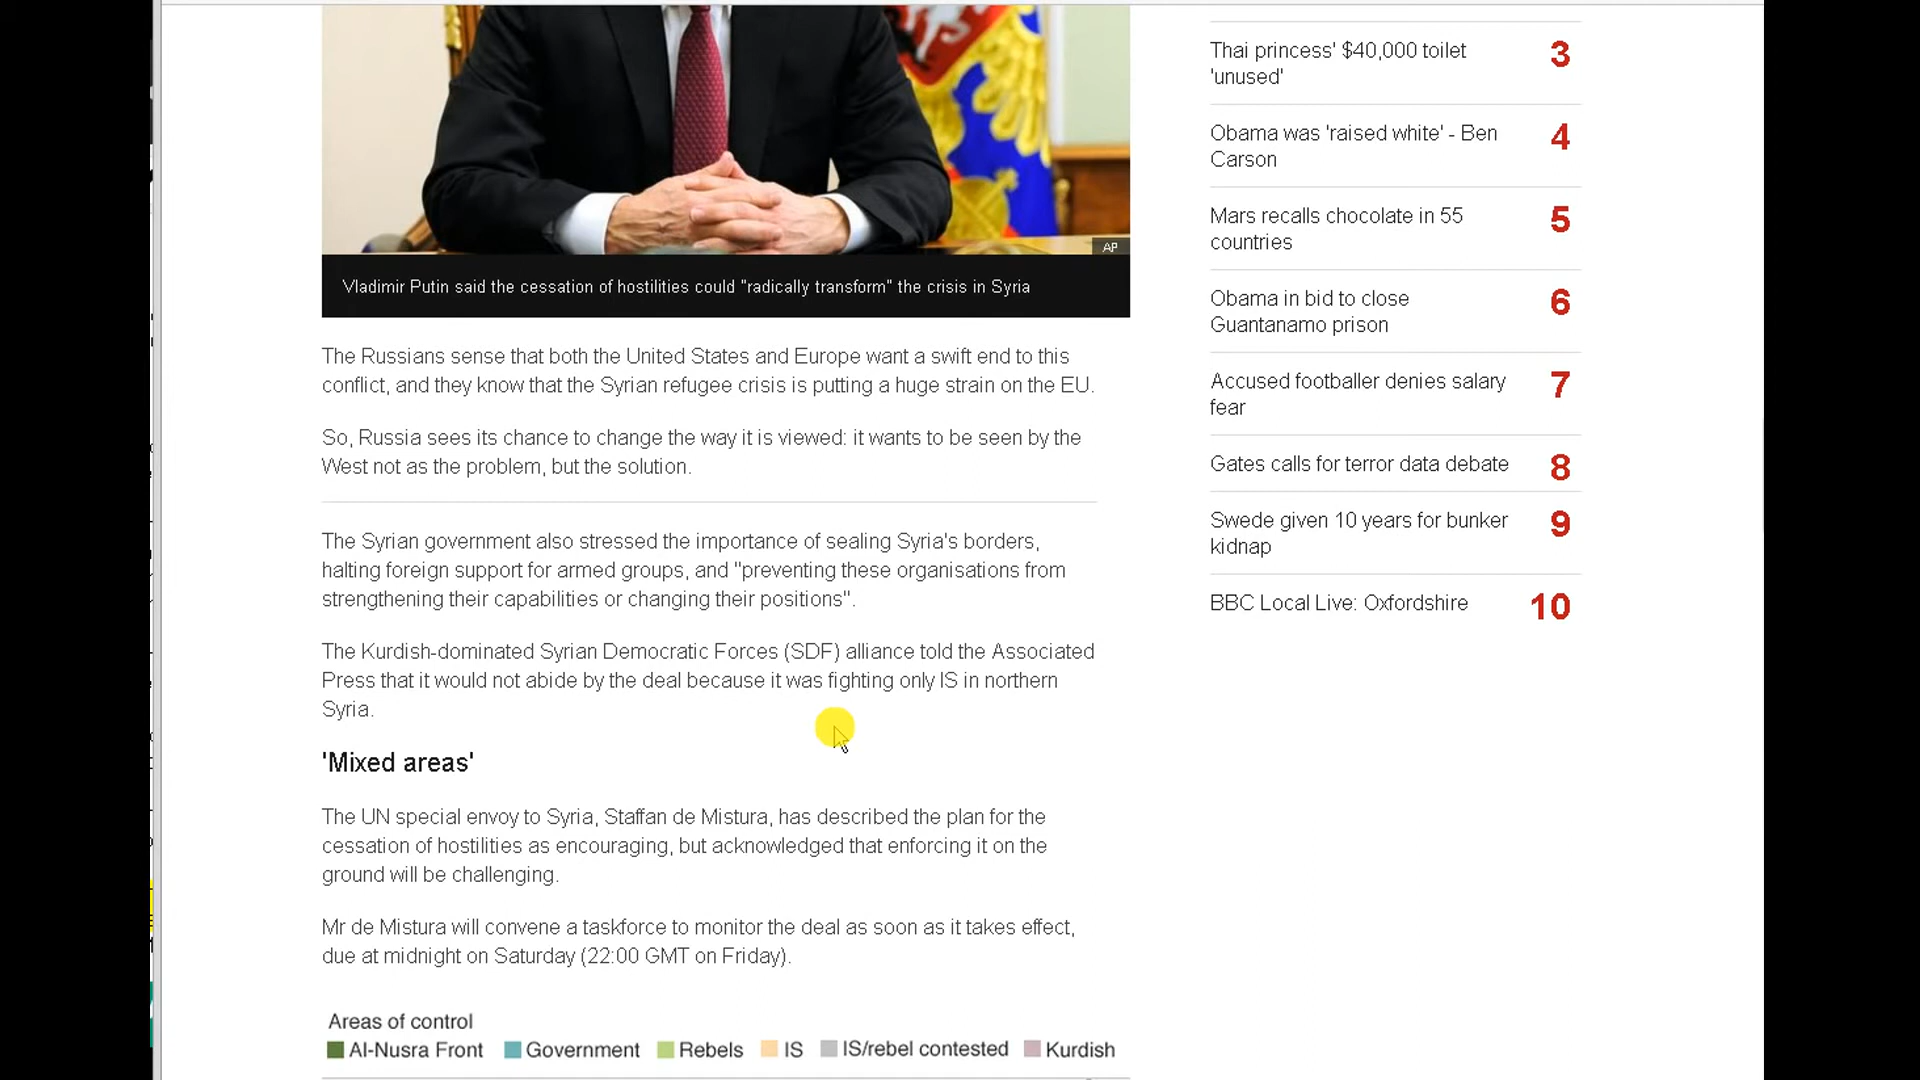 AP
Vladimir Putin said the cessation of hostilities could "radically transform" the crisis in Syria
The Russians sense that both the United States and Europe want a swift end to this
conflict, and they know that the Syrian refugee crisis is putting a huge strain on the EU.
So, Russia sees its chance to change the way it is viewed: it wants to be seen by the
West not as the problem, but the solution.
The Syrian government also stressed the importance of sealing Syria's borders,
halting foreign support for armed groups, and "preventing these organisations from
strengthening their capabilities or changing their positions".
The Kurdish-dominated Syrian Democratic Forces (SDF) alliance told the Associated
Press that it would not abide by the deal because it was fighting only IS in northern
Syria.
'Mixed areas'
The UN special envoy to Syria, Staffan de Mistura, has described the plan for the
cessation of hostilities as encouraging, but acknowledged that enforcing it on the
ground will be challenging.
Mr de Mistura will convene a taskforce to monitor the deal as soon as it takes effect,
due at midnight on Saturday (22:00 GMT on Friday).
Areas of control
Al-Nusra Front Government Rebels IS IS/rebel contested Kurdish
Thai princess' $40,000 toilet 3
'unused'
Obama was 'raised white' - Ben 4
Carson
Mars recalls chocolate in 55 5
countries
Obama in bid to close 6
Guantanamo prison
Accused footballer denies salary 7
fear
Gates calls for terror data debate 8
Swede given 10 years for bunker 9
kidnap
BBC Local Live: Oxfordshire 10